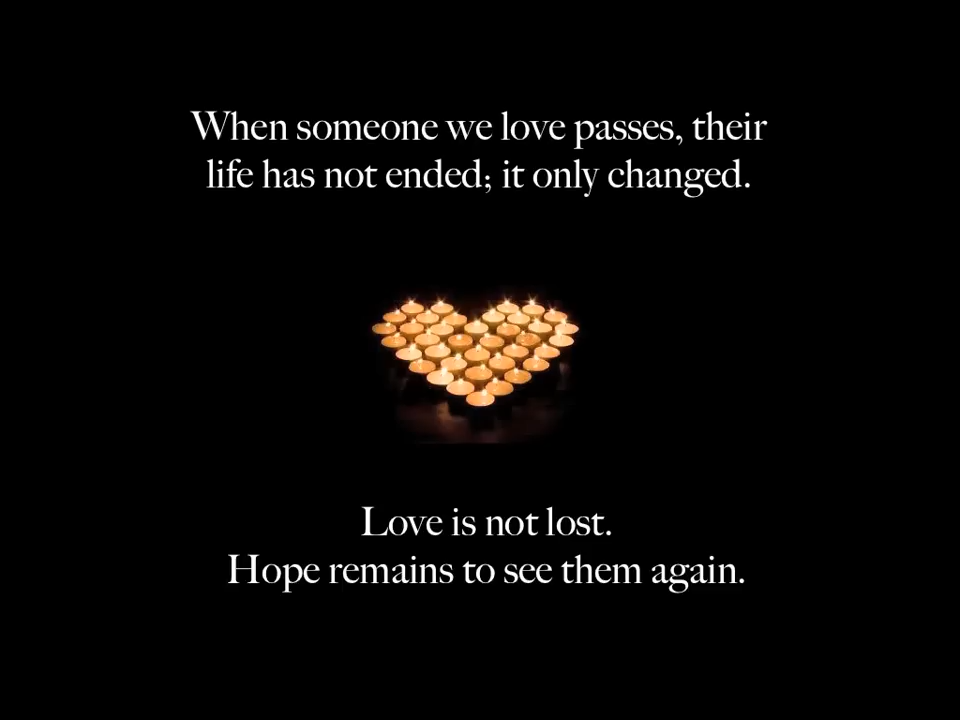 When someone we love passes, their
life has not ended; it only changed.
Love is not lost.
Hope remains to see them again.